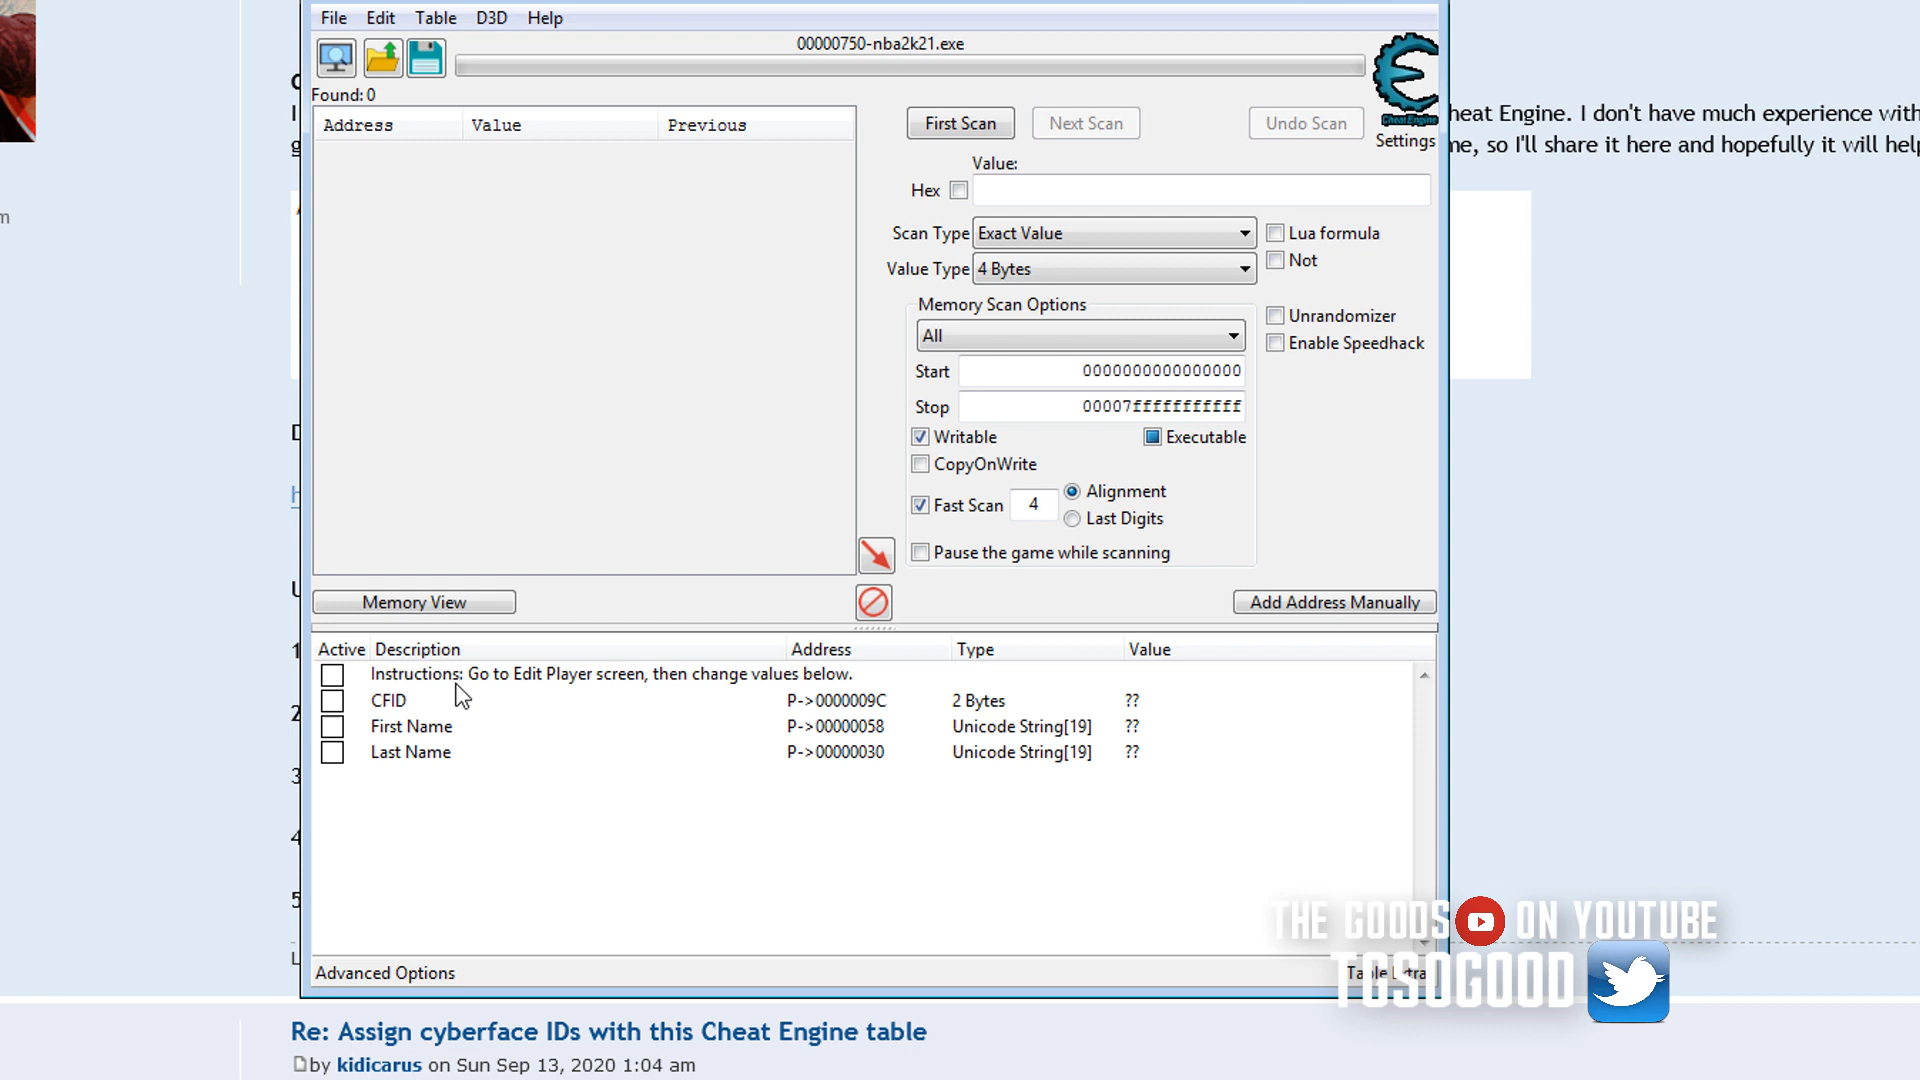 File Edit Table D3D Help
00000750-nba2k21.exe
Found: 0
Address Value Previous
First Scan Next Scan Undo Scan
Settings
Value:
Hex
Scan Type Exact Value
Lua formula
Value Type 4 Bytes
Not
Memory Scan Options
All
Unrandomizer
Enable Speedhack
Start 0000000000000000
Stop 00007fffffffffff
Writable Executable
CopyOnWrite
Fast Scan 4 Alignment
Last Digits
Pause the game while scanning
Memory View Add Address Manually
Active Description Address Type Value
Instructions: Go to Edit Player screen, then change values below.
CFID P->0000009C 2 Bytes ??
First Name P->00000058 Unicode String[19] ??
Last Name P->00000030 Unicode String[19] ??
Advanced Options Table Extra
heat Engine. I don't have much experience with
me, so I'll share it here and hopefully it will help
THE GOODS ON YOUTUBE
TCSOGOOD
Re: Assign cyberface IDs with this Cheat Engine table
by kidicarus on Sun Sep 13, 2020 1:04 am